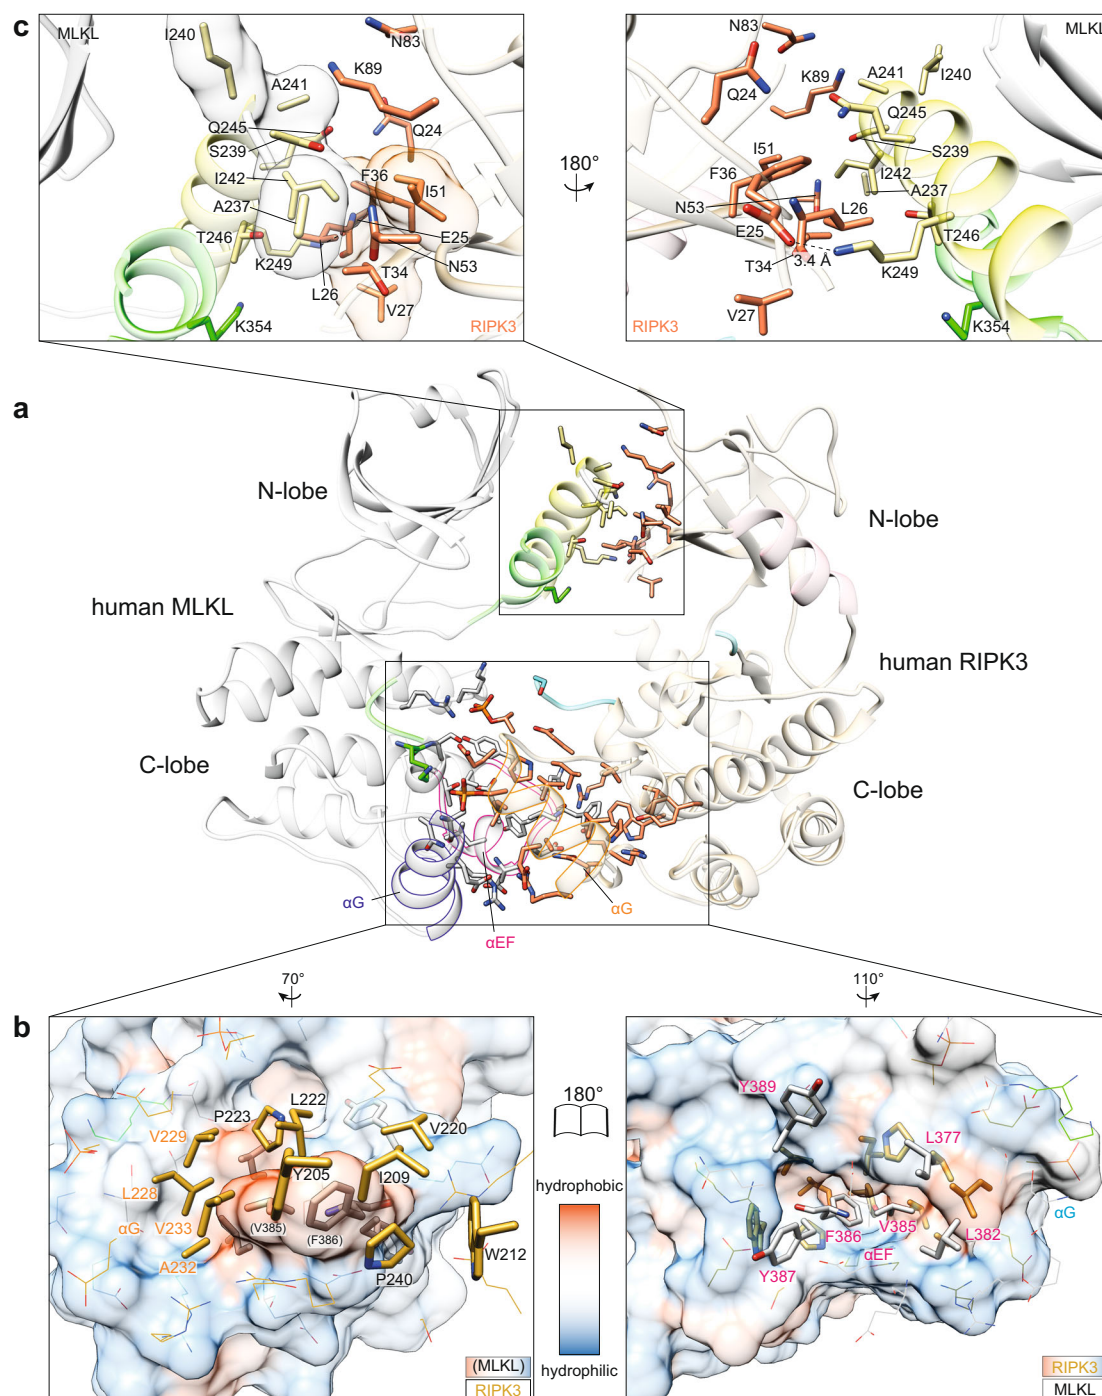 c
MLKL
I240
N83
K89
A241
Q24
Q245
S239
I51
F36
I242
A237
E25
T246
K249
N53
T34
L26
V27
K354
RIPK3
180°
N83
MLKL
K89
A241
I240
Q24
Q245
I51
S239
F36
I242
A237
N53
L26
E25
T246
T34
3.4 Å
K249
V27
K354
RIPK3
a
N-lobe
N-lobe
human MLKL
human RIPK3
C-lobe
C-lobe
αG
αG
αEF
70°
110°
b
L222
P223
V220
V229
Y205
I209
L228
V233
(V385)
(F386)
αG
A232
W212
P240
(MLKL)
RIPK3
180°
hydrophobic
hydrophilic
Y389
L377
V385
αG
F386
L382
αEF
Y387
RIPK3
MLKL